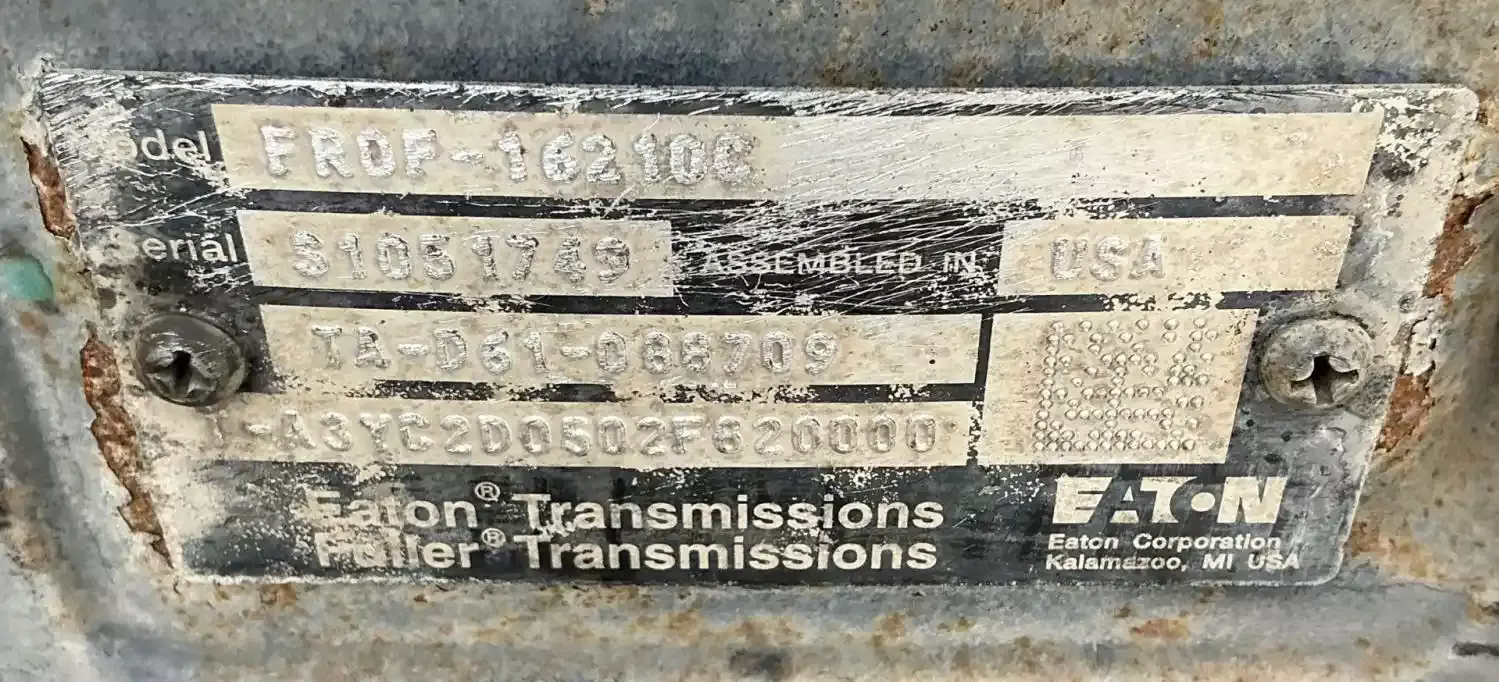 Model FROF-16210C
Serial S1051749 ASSEMBLED IN USA
TA-D61-088709
T-A3YC2D0502F620000
Eaton® Transmissions
Fuller® Transmissions
EATON
Eaton Corporation
Kalamazoo, MI USA